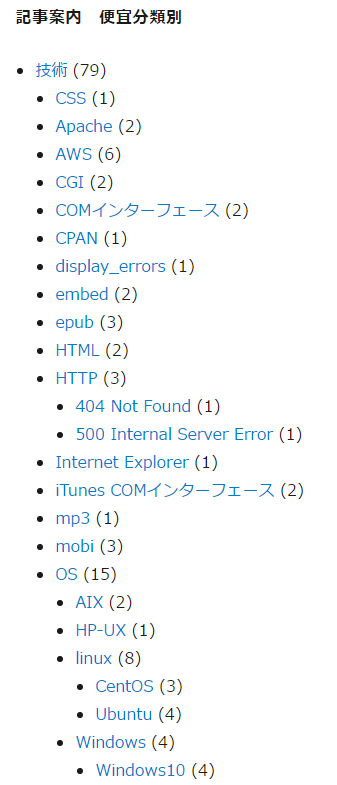 記事案内　便宜分類別
技術 (79)
CSS (1)
Apache (2)
AWS (6)
CGI (2)
COMインターフェース (2)
CPAN (1)
display_errors (1)
embed (2)
epub (3)
HTML (2)
HTTP (3)
404 Not Found (1)
500 Internal Server Error (1)
Internet Explorer (1)
iTunes COMインターフェース (2)
mp3 (1)
mobi (3)
OS (15)
AIX (2)
HP-UX (1)
linux (8)
CentOS (3)
Ubuntu (4)
Windows (4)
Windows10 (4)